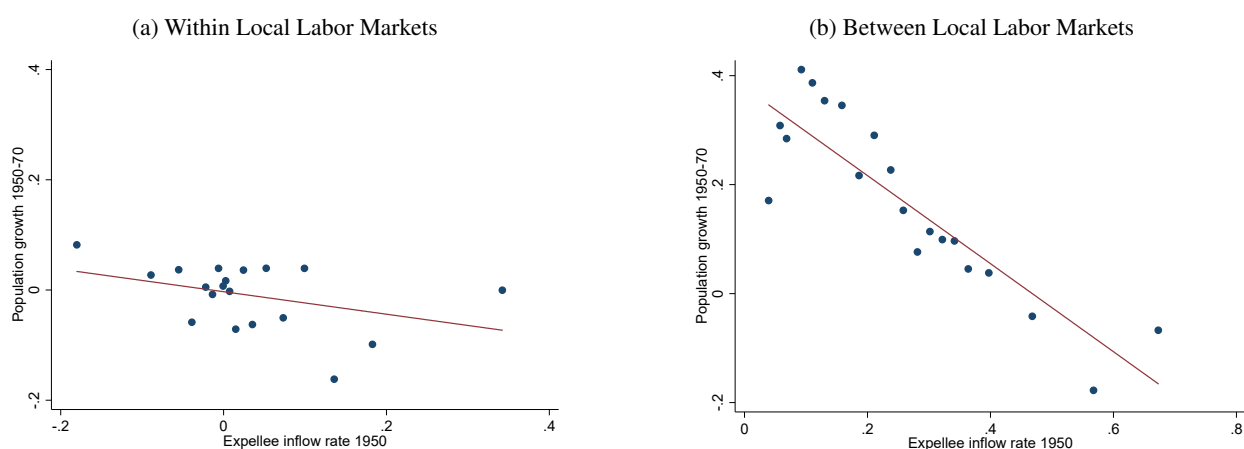 (a) Within Local Labor Markets
Population growth 1950-70
.4
.2
0
-.2
-.2
0
.2
.4
Expellee inflow rate 1950
(b) Between Local Labor Markets
Population growth 1950-70
.4
.2
0
-.2
0
.2
.4
.6
.8
Expellee inflow rate 1950